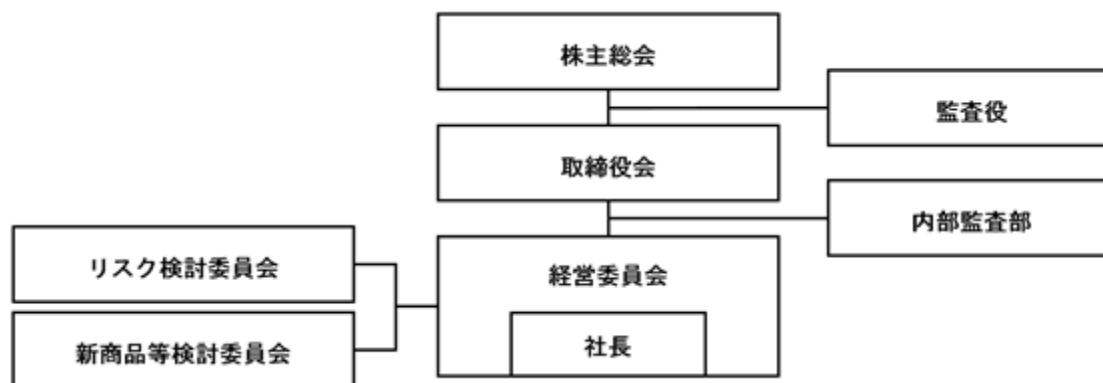 株主総会
監査役
取締役会
内部監査部
リスク検討委員会
経営委員会
新商品等検討委員会
社長